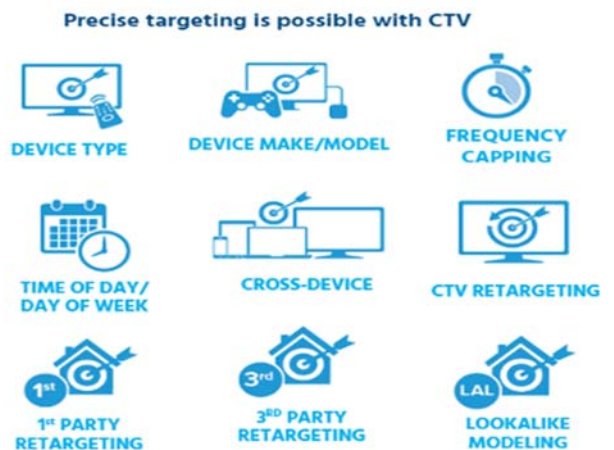 Precise targeting is possible with CTV
DEVICE TYPE
DEVICE MAKE/MODEL
FREQUENCY
CAPPING
TIME OF DAY/
DAY OF WEEK
CROSS-DEVICE
CTV RETARGETING
1st
1st PARTY
RETARGETING
3rd
3RD PARTY
RETARGETING
LAL
LOOKALIKE
MODELING